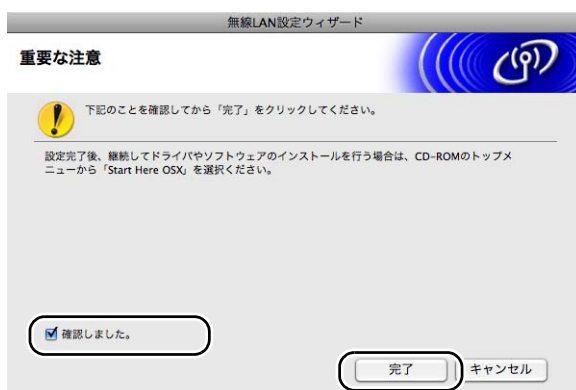 無線LAN設定ウィザード
重要な注意
下記のことを確認してから「完了」をクリックしてください。
設定完了後、継続してドライバやソフトウェアのインストールを行う場合は、CD-ROMのトップメ
ニューから「Start Here OSX」を選択ください。
確認しました。
完了
キャンセル